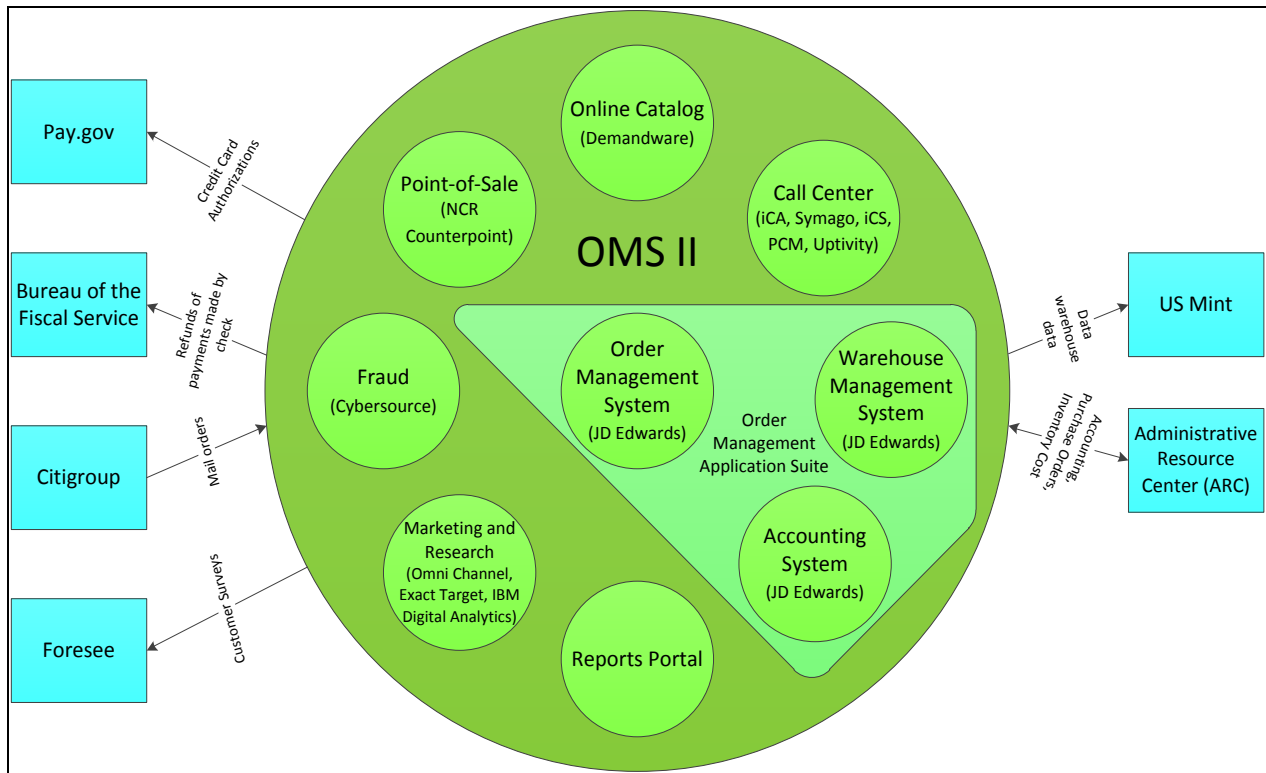 Pay.gov
Credit Card
Authorizations
Bureau of the
Fiscal Service
Refunds of
payments made by
check
Citigroup
Mail orders
Foresee
Customer Surveys
Online Catalog
(Demandware)
Point-of-Sale
(NCR
Counterpoint)
Call Center
(iCA, Symago, iCS,
PCM, Uptivity)
OMS II
Fraud
(Cybersource)
Order
Management
System
(JD Edwards)
Warehouse
Management
System
(JD Edwards)
Order
Management
Application Suite
Accounting
System
(JD Edwards)
Marketing and
Research
(Omni Channel,
Exact Target, IBM
Digital Analytics)
Reports Portal
Data
warehouse
data
US Mint
Accounting,
Purchase Orders,
Inventory Cost
Administrative
Resource
Center (ARC)